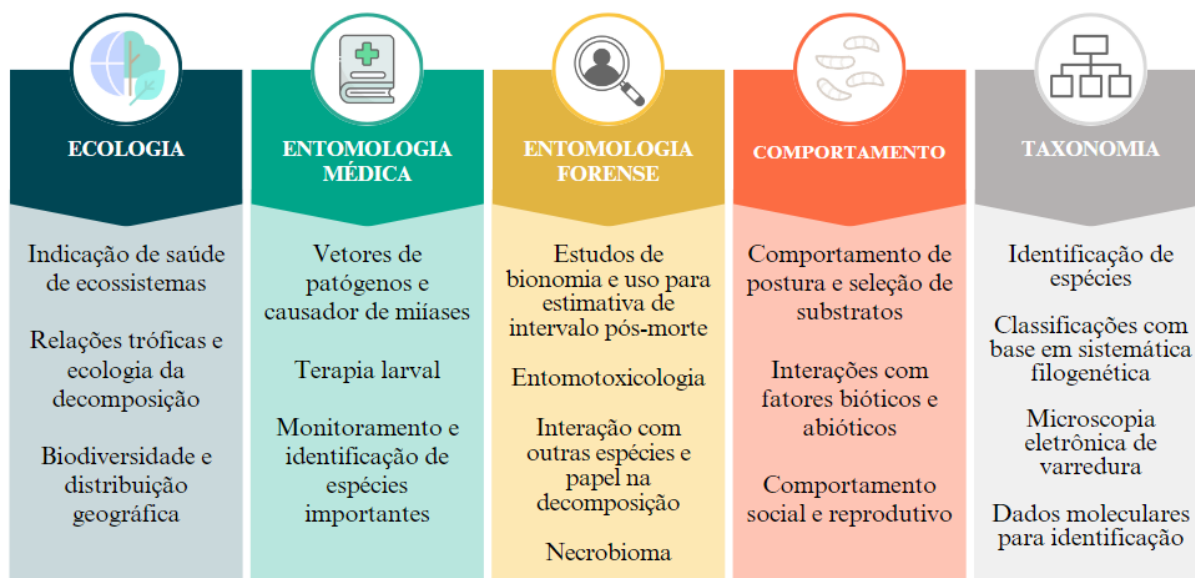 ECOLOGIA
Indicação de saúde
de ecossistemas
Relações tróficas e
ecologia da
decomposição
Biodiversidade e
distribuição
geográfica
ENTOMOLOGIA
MÉDICA
Vetores de
patógenos e
causador de miíases
Terapia larval
Monitoramento e
identificação de
espécies
importantes
ENTOMOLOGIA
FORENSE
Estudos de
bionomia e uso para
estimativa de
intervalo pós-morte
Entomotoxicologia
Interação com
outras espécies e
papel na
decomposição
Necrobioma
COMPORTAMENTO
Comportamento de
postura e seleção de
substratos
Interações com
fatores bióticos e
abióticos
Comportamento
social e reprodutivo
TAXONOMIA
Identificação de
espécies
Classificações com
base em sistemática
filogenética
Microscopia
eletrônica de
varredura
Dados moleculares
para identificação